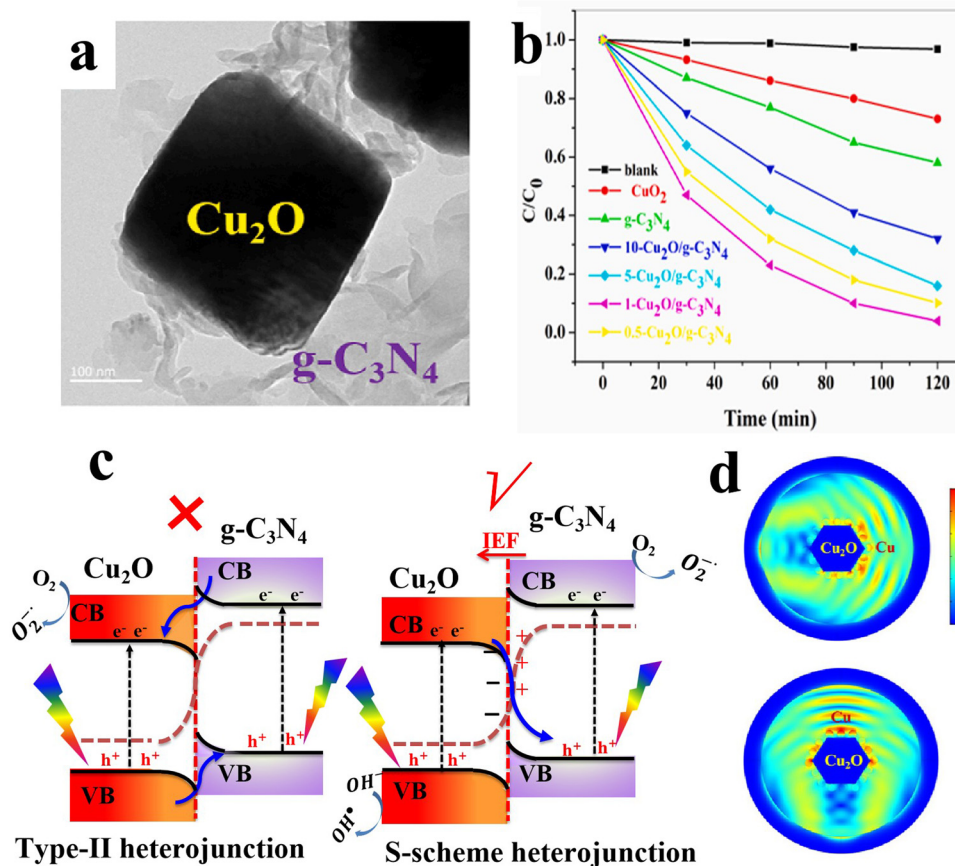 a
Cu₂O
g-C₃N₄
100 nm
b
C/C₀
1.0
0.8
0.6
0.4
0.2
0.0
blank
CuO₂
g-C₃N₄
10-Cu₂O/g-C₃N₄
5-Cu₂O/g-C₃N₄
1-Cu₂O/g-C₃N₄
0.5-Cu₂O/g-C₃N₄
0 20 40 60 80 100 120
Time (min)
c
g-C₃N₄
Cu₂O
CB
O₂
O₂⁻·
e⁻ e⁻
CB
e⁻ e⁻
h⁺ h⁺
h⁺ h⁺
VB
VB
Type-II heterojunction
g-C₃N₄
IEF
Cu₂O
CB
O₂
O₂⁻·
e⁻ e⁻
CB e⁻ e⁻
+
+
+
− − −
h⁺ h⁺
h⁺ h⁺
VB
OH⁻
OH•
VB
S-scheme heterojunction
d
Cu₂O Cu
Cu
Cu₂O